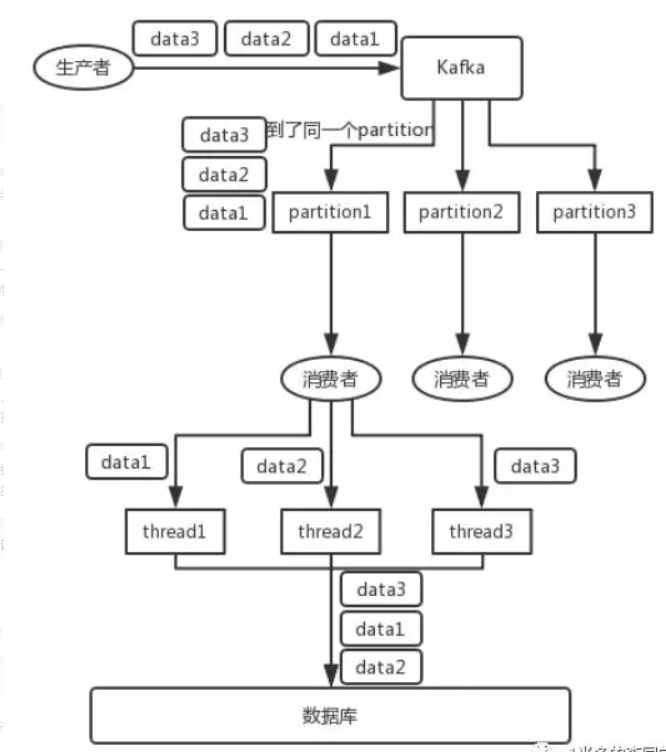 data3 data2 data1
生产者
Kafka
data3
到了同一个partition
data2
data1
partition1 partition2 partition3
消费者 消费者 消费者
data1 data2 data3
thread1 thread2 thread3
data3
data1
data2
数据库